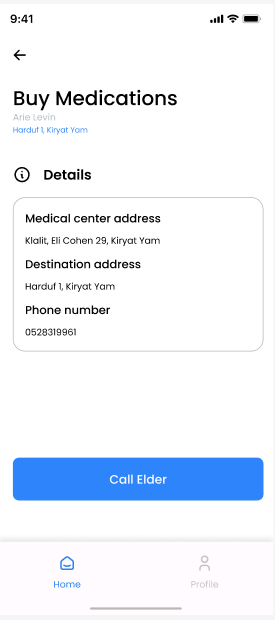 9:41
Buy Medications
Arie Levin
Harduf 1, Kiryat Yam
Details
Medical center address
Klalit, Eli Cohen 29, Kiryat Yam
Destination address
Harduf 1, Kiryat Yam
Phone number
0528319961
Call Elder
Home
Profile